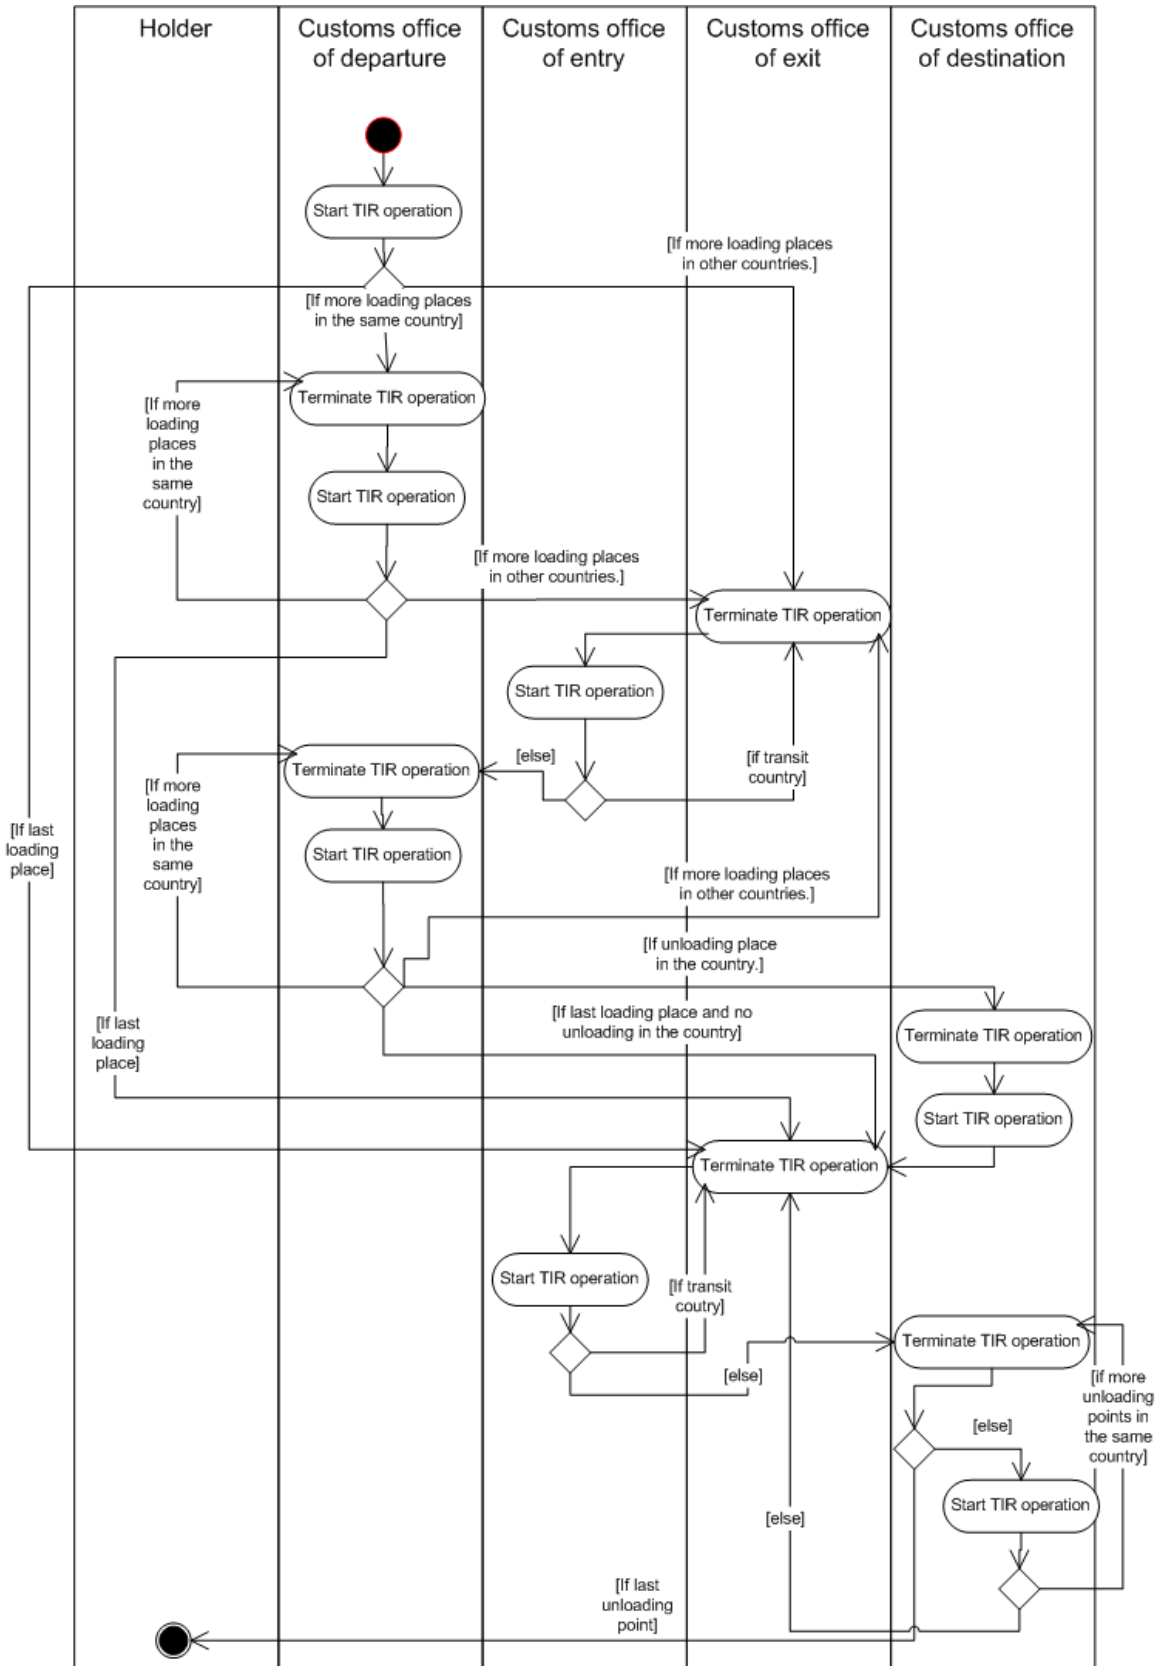 Holder
Customs office
of departure
Customs office
of entry
Customs office
of exit
Customs office
of destination
Start TIR operation
[If more loading places
in other countries.]
[If more loading places
in the same country]
Terminate TIR operation
[If more
loading
places
in the
same
country]
Start TIR operation
[If more loading places
in other countries.]
Terminate TIR operation
Start TIR operation
[else]
[if transit
country]
Terminate TIR operation
[If more
loading
places
in the
same
country]
[If last
loading
place]
Start TIR operation
[If more loading places
in other countries.]
[If unloading place
in the country.]
[If last loading place and no
unloading in the country]
[If last
loading
place]
Terminate TIR operation
Start TIR operation
Terminate TIR operation
Start TIR operation
[If transit
coutry]
Terminate TIR operation
[else]
[if more
unloading
points in
the same
country]
[else]
Start TIR operation
[else]
[If last
unloading
point]